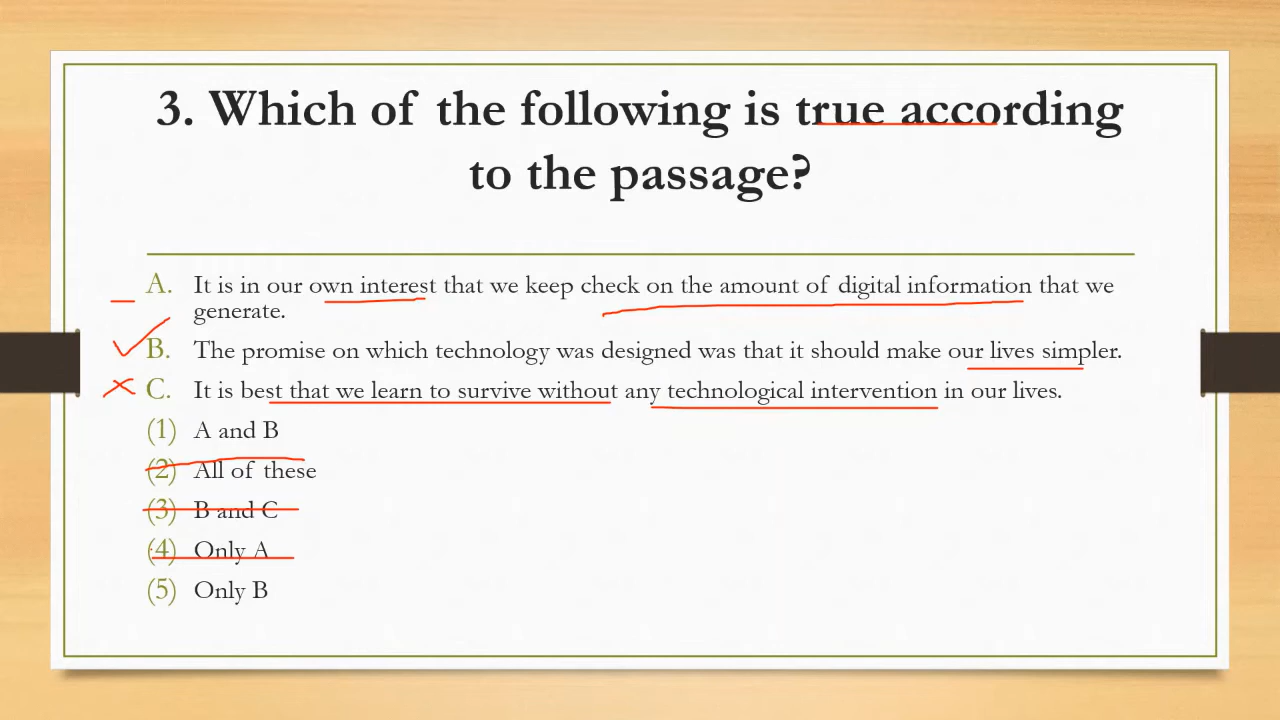 3. Which of the following is true according
to the passage?
A. It is in our own interest that we keep check on the amount of digital information that we
generate.
B. The promise on which technology was designed was that it should make our lives simpler.
C. It is best that we learn to survive without any technological intervention in our lives.
(1) A and B
(2) All of these
(3) B and C
(4) Only A
(5) Only B